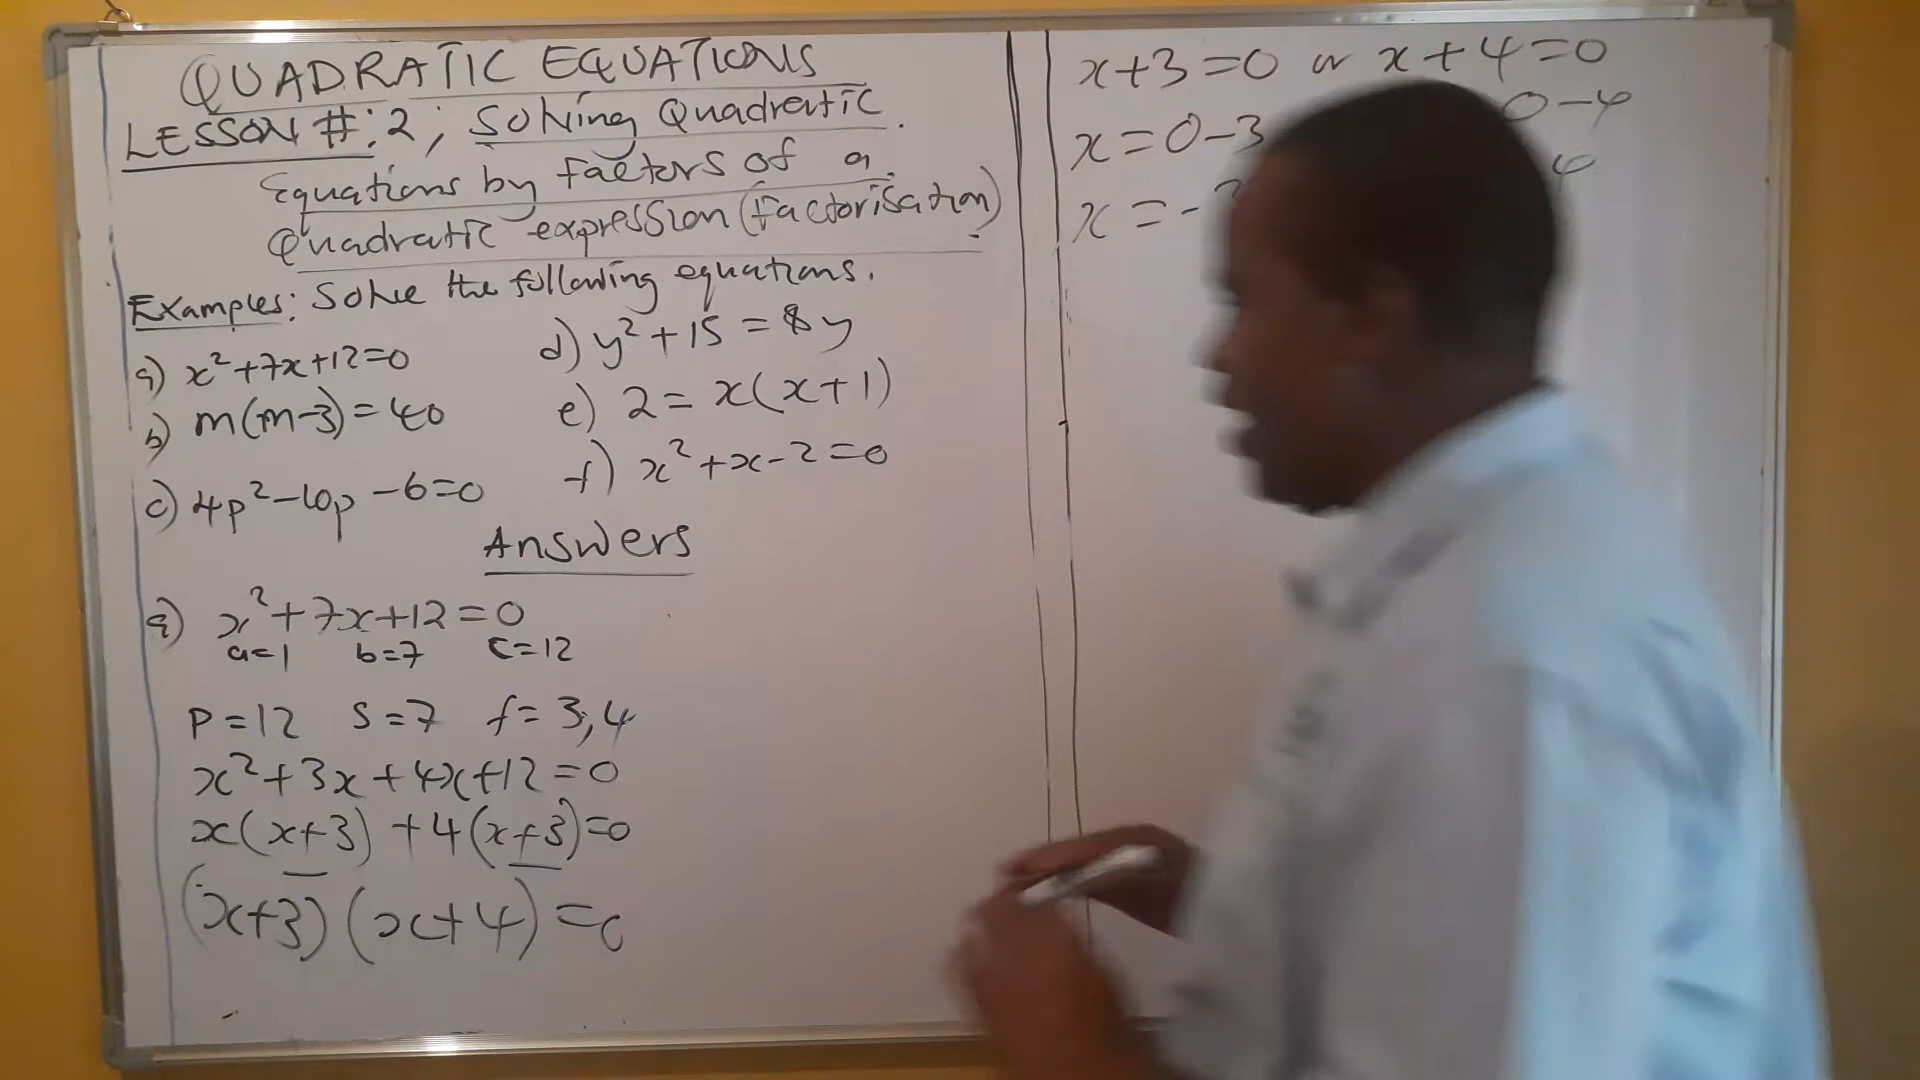 QUADRATIC EQUATIONS
LESSON #:2; Solving Quadratic
Equations by factors of a
Quadratic expression (factorisation).
Examples: Solve the following equations.
a) x²+7x+12=0
b) m(m-3)=40
c) 4p²-10p-6=0
d) y²+15=8y
e) 2=x(x+1)
f) x²+x-2=0
Answers
a) x²+7x+12=0
a=1 b=7 c=12
P=12 S=7 f=3,4
x²+3x+4x+12=0
x(x+3)+4(x+3)=0
(x+3)(x+4)=0
x+3=0 or x+4=0
x=0-3 0-4
x=- 4